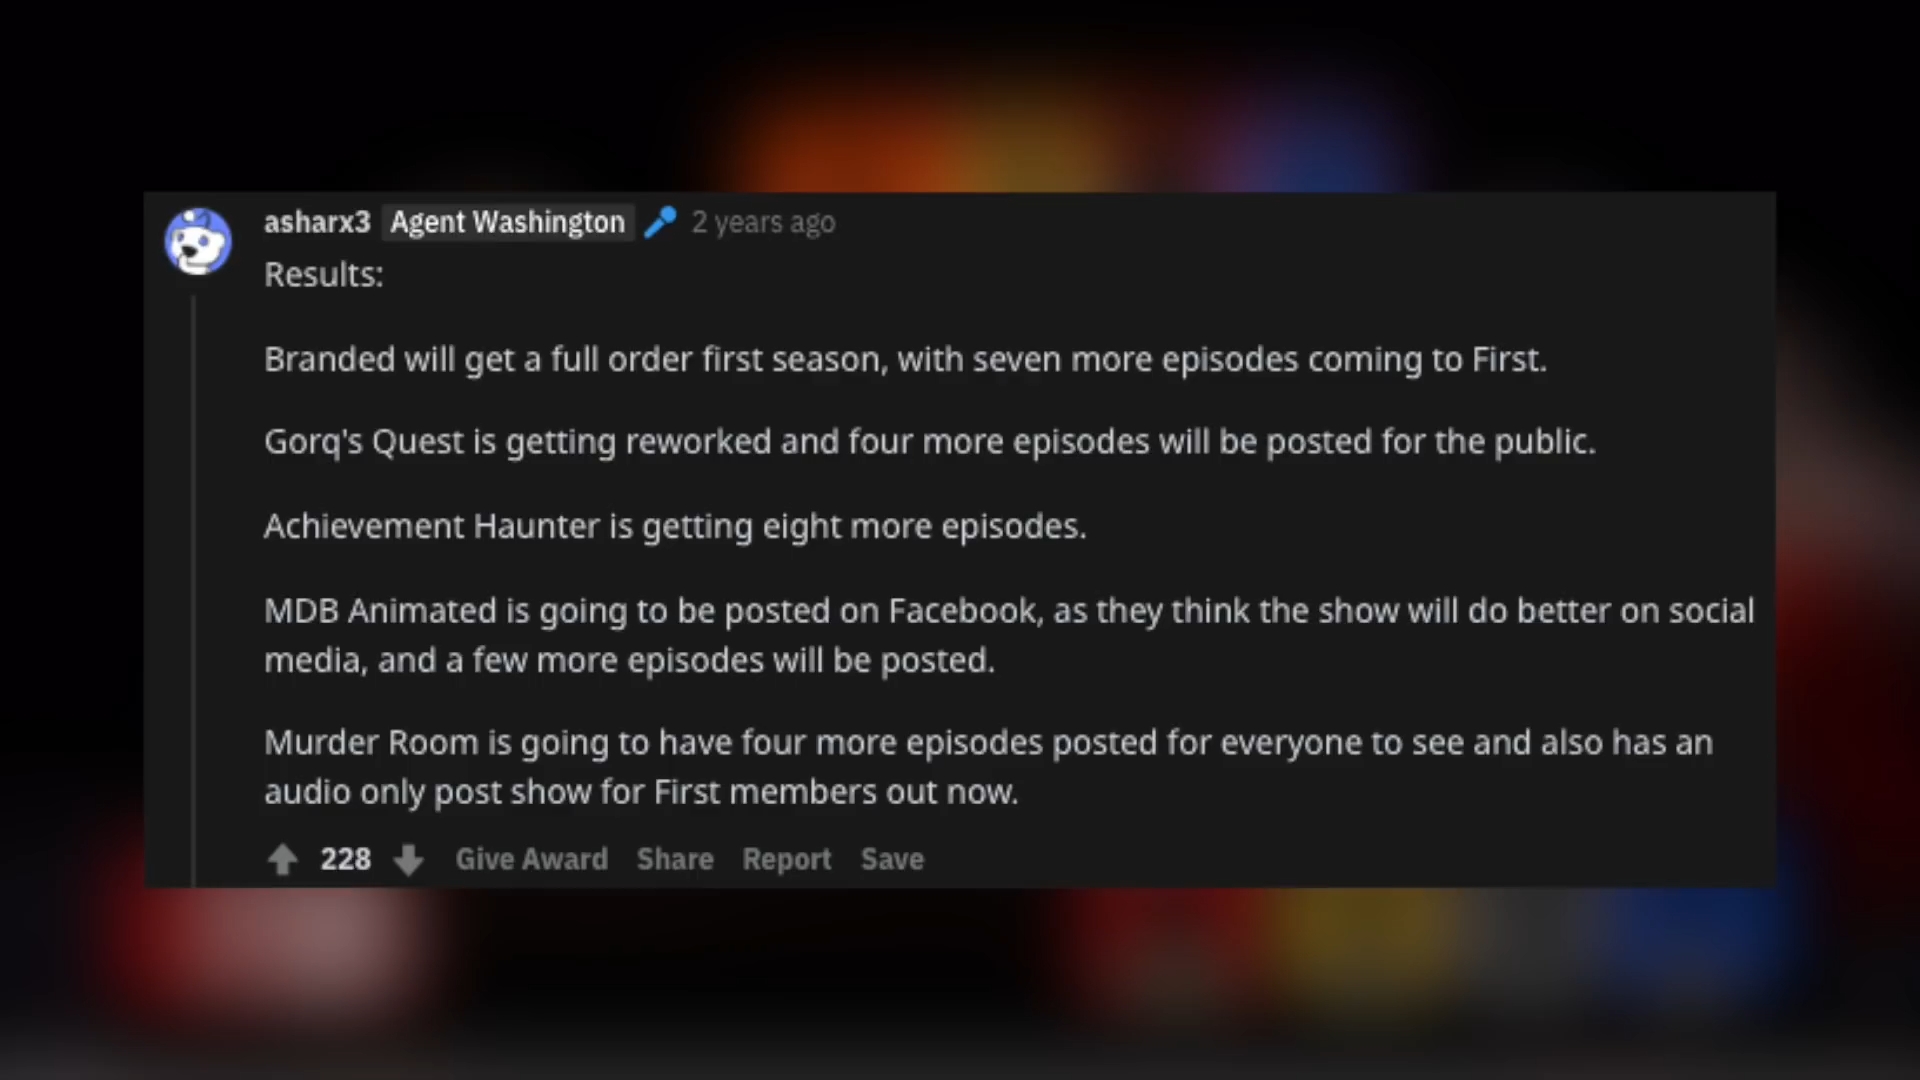 asharx3 Agent Washington 2 years ago
Results:
Branded will get a full order first season, with seven more episodes coming to First.
Gorq's Quest is getting reworked and four more episodes will be posted for the public.
Achievement Haunter is getting eight more episodes.
MDB Animated is going to be posted on Facebook, as they think the show will do better on social
media, and a few more episodes will be posted.
Murder Room is going to have four more episodes posted for everyone to see and also has an
audio only post show for First members out now.
228 Give Award Share Report Save